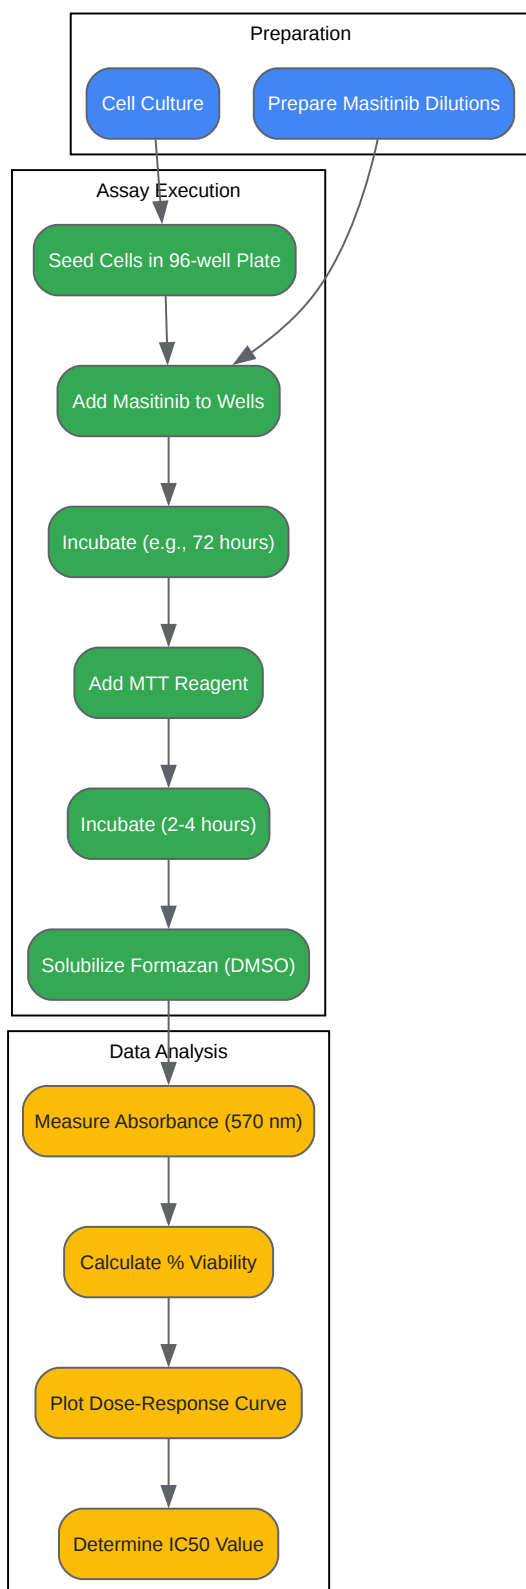 Preparation
Cell Culture
Prepare Masitinib Dilutions
Assay Execution
Seed Cells in 96-well Plate
Add Masitinib to Wells
Incubate (e.g., 72 hours)
Add MTT Reagent
Incubate (2-4 hours)
Solubilize Formazan (DMSO)
Data Analysis
Measure Absorbance (570 nm)
Calculate % Viability
Plot Dose-Response Curve
Determine IC50 Value